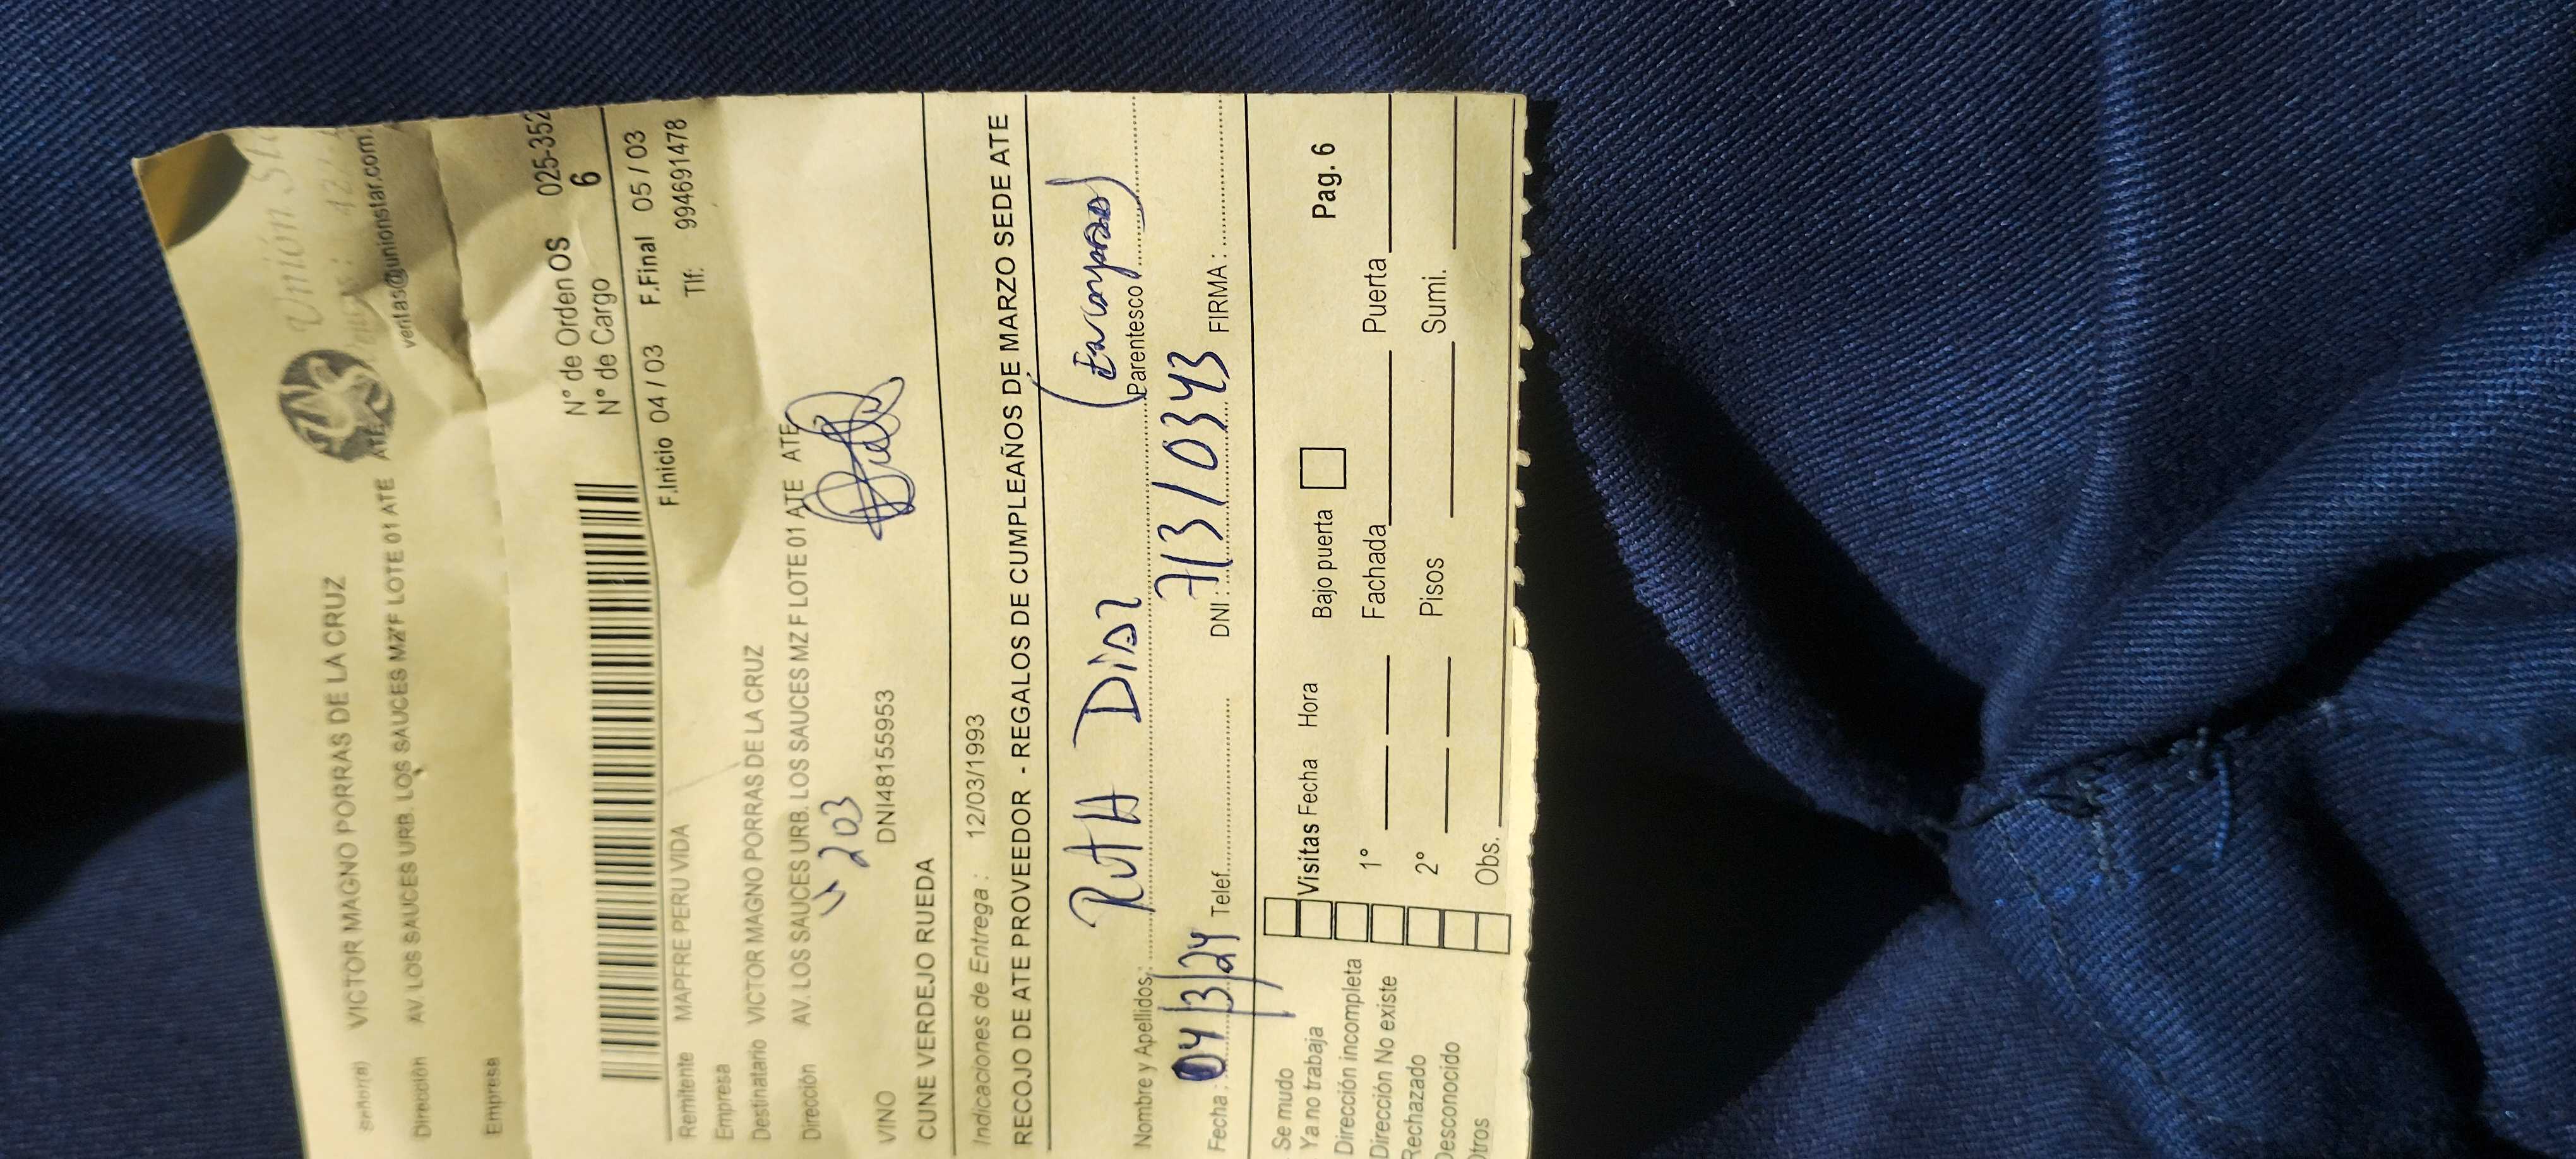 Unión St
señor(a) VICTOR MAGNO PORRAS DE LA CRUZ
Dirección AV. LOS SAUCES URB. LOS SAUCES MZ F LOTE 01 ATE ATE
ventas@unionstar.com.
Empresa
N° de Orden OS 025-352
N° de Cargo 6
F.Inicio 04 / 03 F.Final 05 / 03
Remitente MAPFRE PERU VIDA Tlf: 994691478
Empresa
Destinatario VICTOR MAGNO PORRAS DE LA CRUZ
Dirección AV. LOS SAUCES URB. LOS SAUCES MZ F LOTE 01 ATE ATE
203
VINO DNI4815595953
CUNE VERDEJO RUEDA
Indicaciones de Entrega : 12/03/1993
RECOJO DE ATE PROVEEDOR - REGALOS DE CUMPLEAÑOS DE MARZO SEDE ATE
RUTH DIAZ
Nombre y Apellidos: Parentesco
Fecha : 04/3/24 Telef. DNI : 71310343 FIRMA :
Se mudo
Ya no trabaja Visitas Fecha Hora Bajo puerta Pag. 6
Dirección incompleta
Dirección No existe 1° Fachada Puerta
Rechazado
Desconocido 2° Pisos Sumi.
Otros Obs.